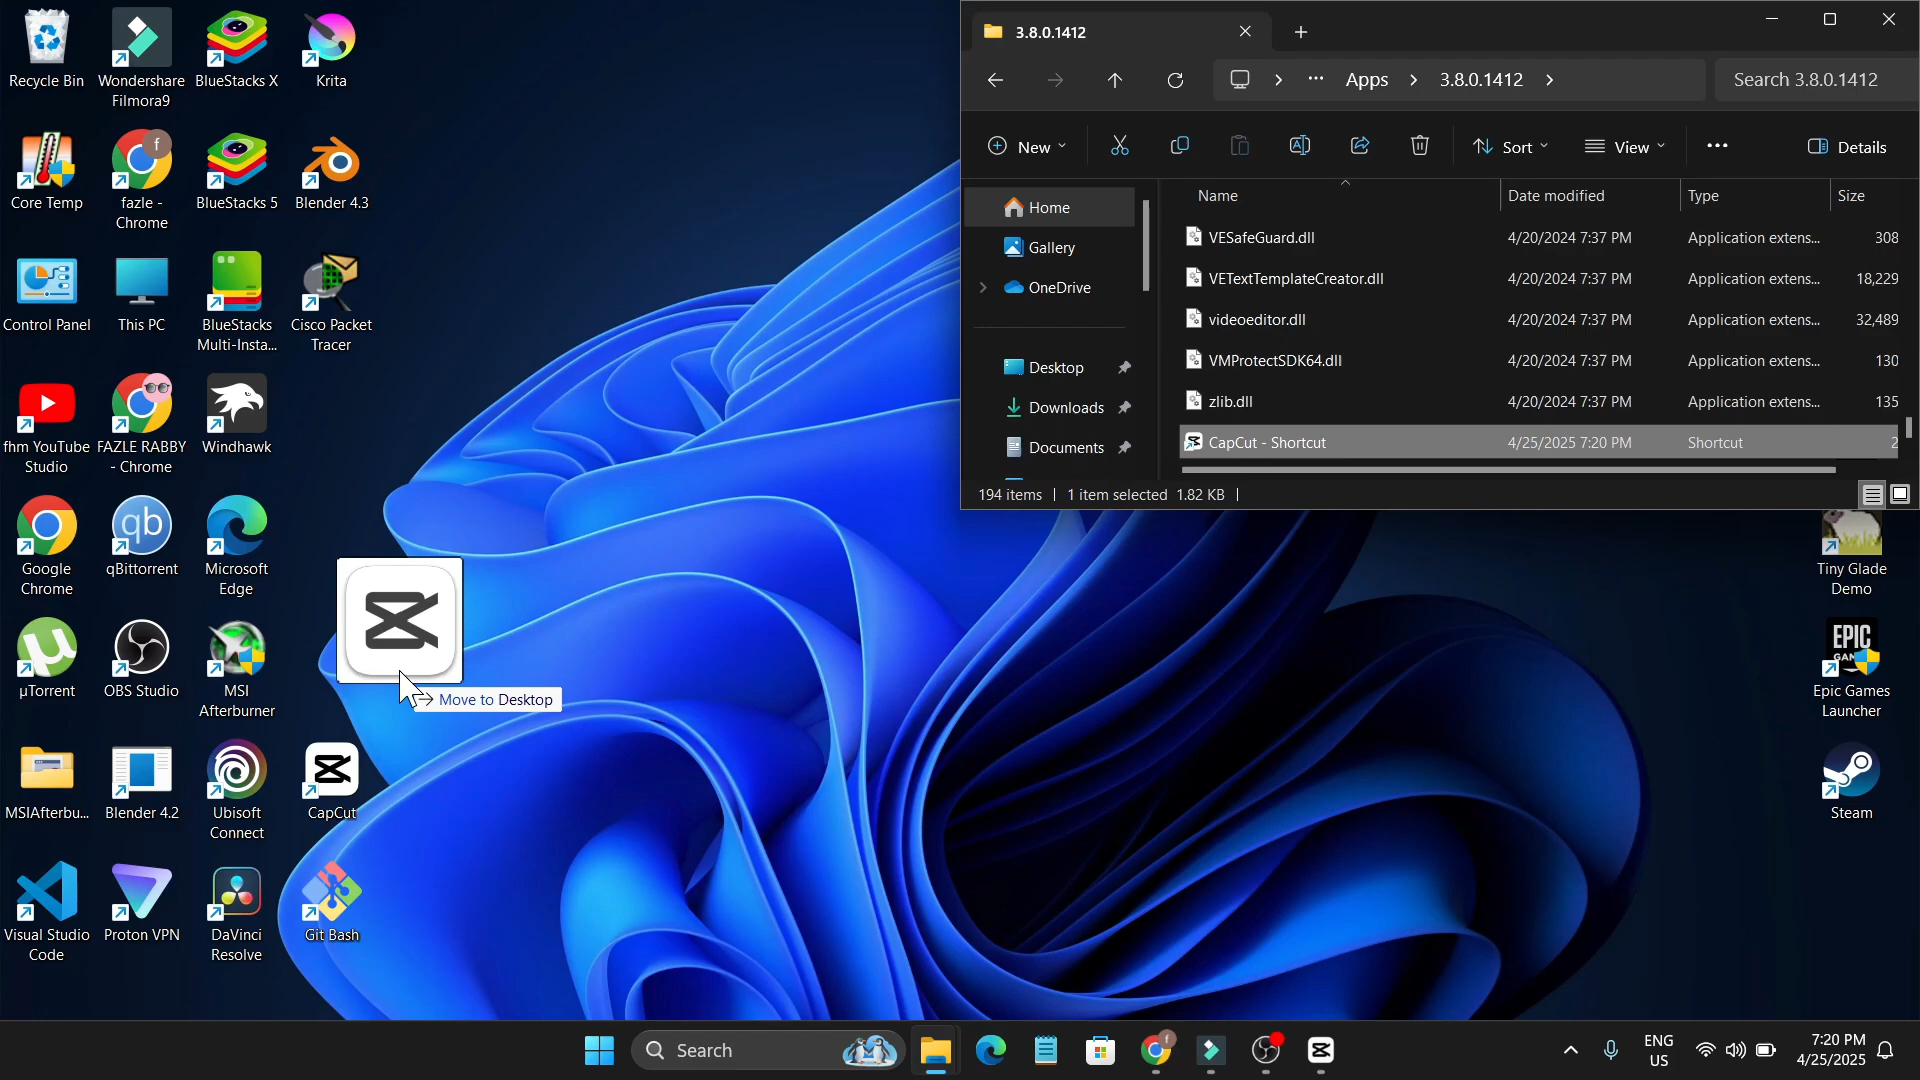 Recycle Bin
Wondershare
Filmora9
BlueStacks X
Krita
Core Temp
f
fazle -
Chrome
BlueStacks 5
Blender 4.3
Control Panel
This PC
BlueStacks
Multi-Insta...
Cisco Packet
Tracer
fhm YouTube
Studio
FAZLE RABBY
- Chrome
Windhawk
Google
Chrome
qb
qBittorrent
Microsoft
Edge
µTorrent
OBS Studio
MSI
Afterburner
MSIAfterbu...
Blender 4.2
Ubisoft
Connect
CapCut
Visual Studio
Code
Proton VPN
DaVinci
Resolve
Git Bash
Move to Desktop
3.8.0.1412
Apps
3.8.0.1412
Search 3.8.0.1412
New
Sort
View
Details
Home
Gallery
OneDrive
Desktop
Downloads
Documents
Name Date modified Type Size
VESafeGuard.dll 4/20/2024 7:37 PM Application extens... 308
VETextTemplateCreator.dll 4/20/2024 7:37 PM Application extens... 18,229
videoeditor.dll 4/20/2024 7:37 PM Application extens... 32,489
VMProtectSDK64.dll 4/20/2024 7:37 PM Application extens... 130
zlib.dll 4/20/2024 7:37 PM Application extens... 135
CapCut - Shortcut 4/25/2025 7:20 PM Shortcut 2
194 items 1 item selected 1.82 KB
Tiny Glade
Demo
EPIC
GAMES
Epic Games
Launcher
Steam
Search
f
ENG
US
7:20 PM
4/25/2025